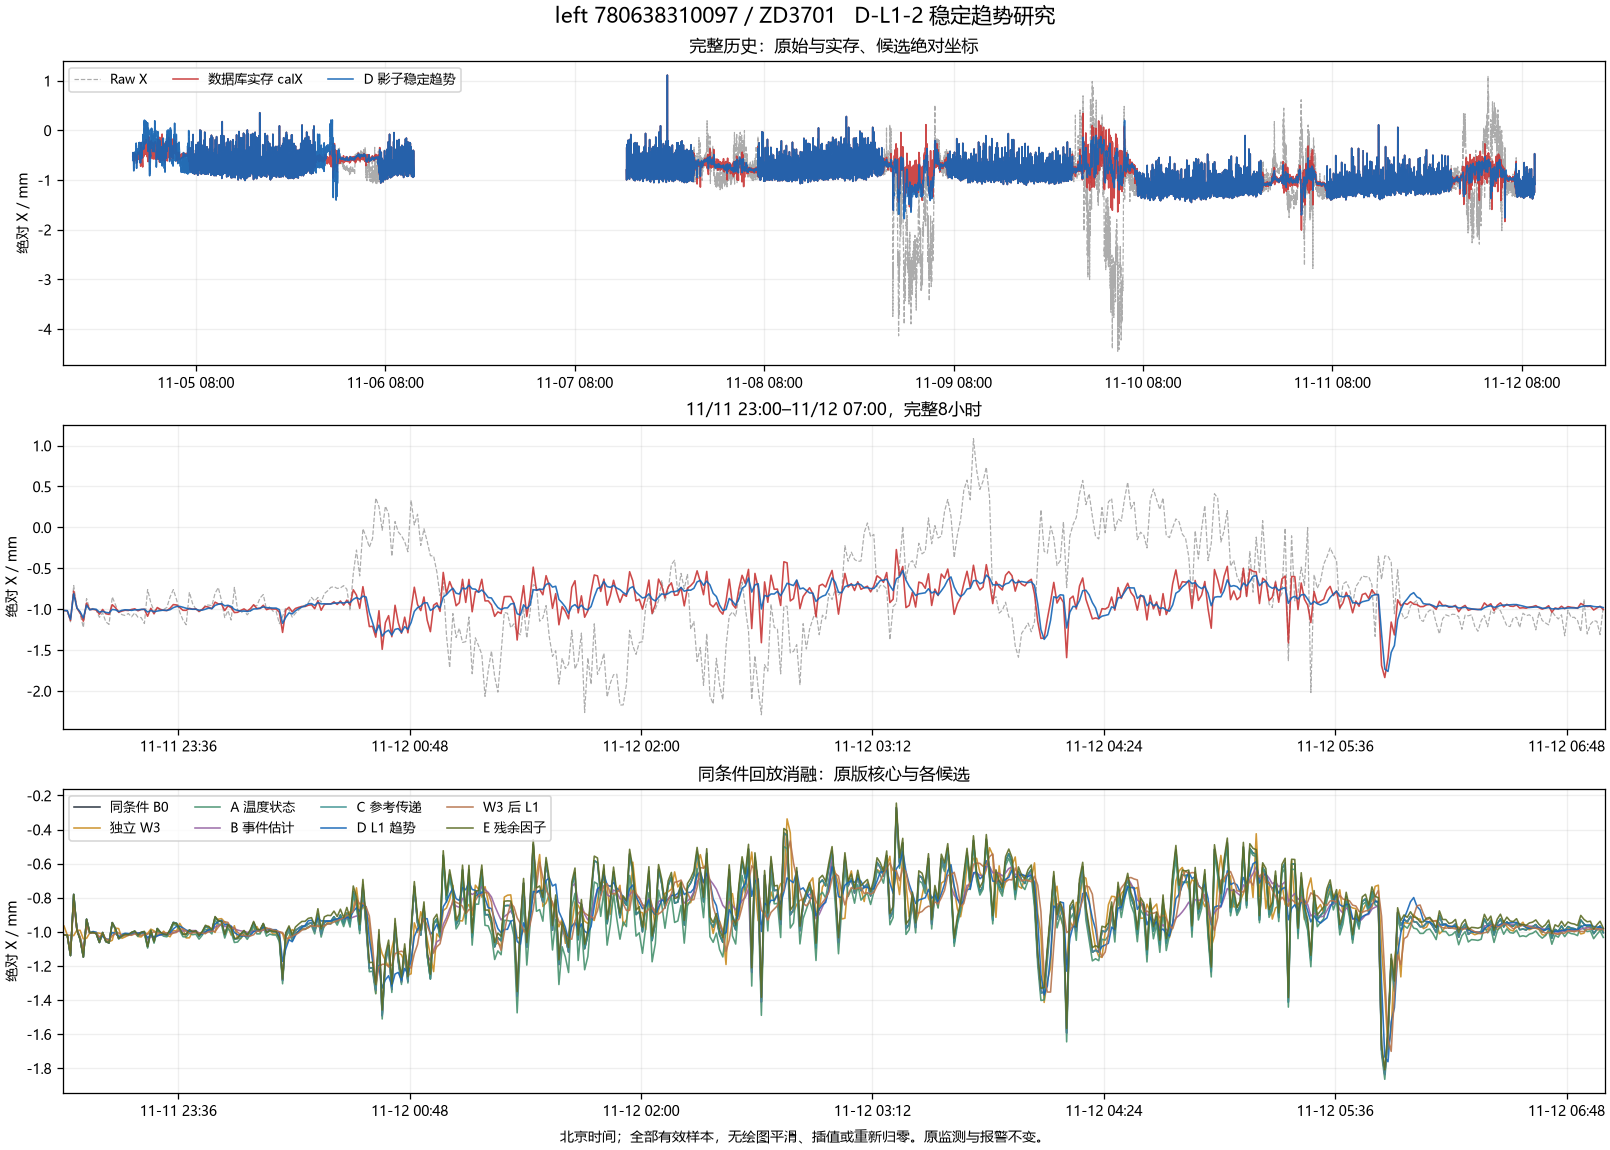 left 780638310097 / ZD3701   D-L1-2 稳定趋势研究
完整历史：原始与实存、候选绝对坐标
Raw X   数据库实存 calX   D 影子稳定趋势
绝对 X / mm
1
0
-1
-2
-3
-4
11-05 08:00   11-06 08:00   11-07 08:00   11-08 08:00   11-09 08:00   11-10 08:00   11-11 08:00   11-12 08:00
11/11 23:00–11/12 07:00，完整8小时
绝对 X / mm
1.0
0.5
0.0
-0.5
-1.0
-1.5
-2.0
11-11 23:36   11-12 00:48   11-12 02:00   11-12 03:12   11-12 04:24   11-12 05:36   11-12 06:48
同条件回放消融：原版核心与各候选
同条件 B0   A 温度状态   C 参考传递   W3 后 L1
独立 W3   B 事件估计   D L1 趋势   E 残余因子
绝对 X / mm
-0.2
-0.4
-0.6
-0.8
-1.0
-1.2
-1.4
-1.6
-1.8
11-11 23:36   11-12 00:48   11-12 02:00   11-12 03:12   11-12 04:24   11-12 05:36   11-12 06:48
北京时间；全部有效样本，无绘图平滑、插值或重新归零。原监测与报警不变。